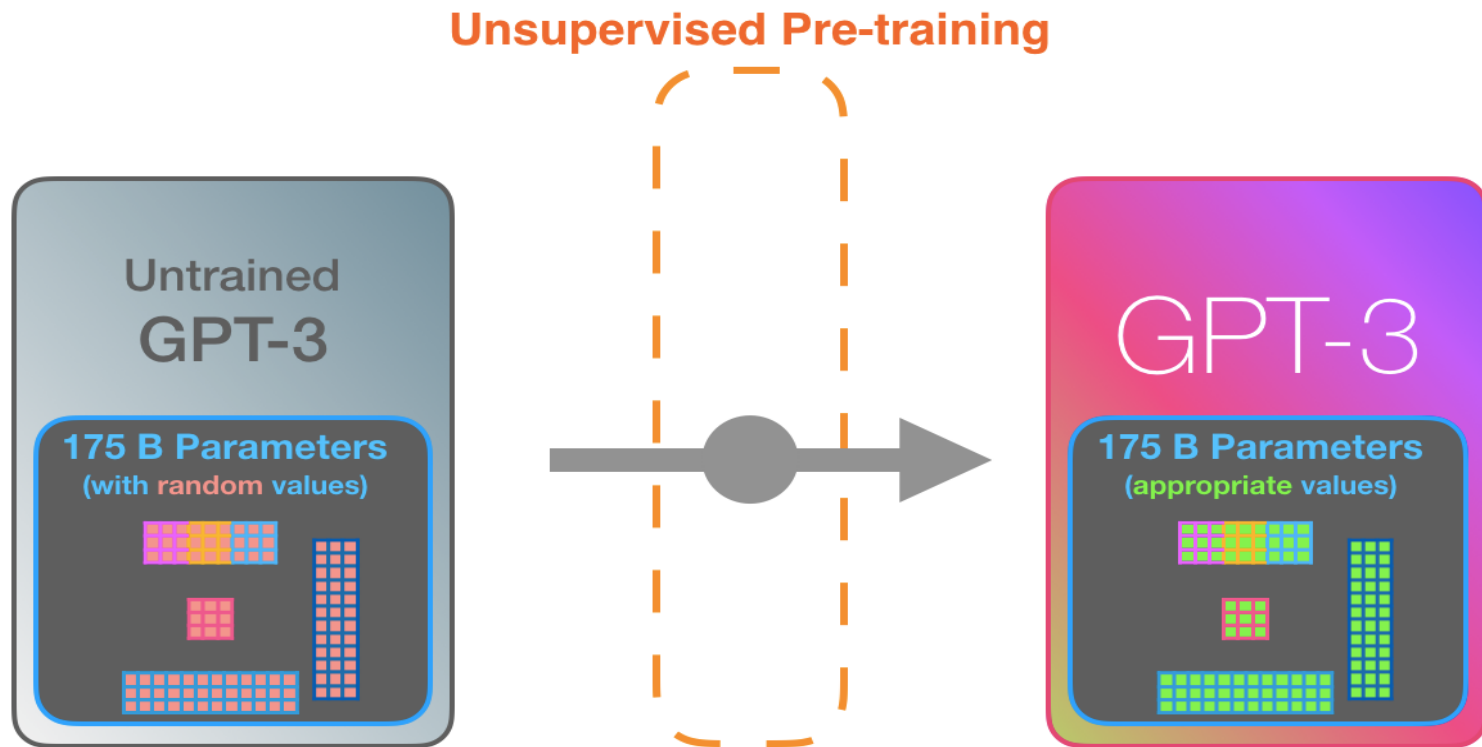 Unsupervised Pre-training
Untrained
GPT-3
175 B Parameters
(with random values)
GPT-3
175 B Parameters
(appropriate values)